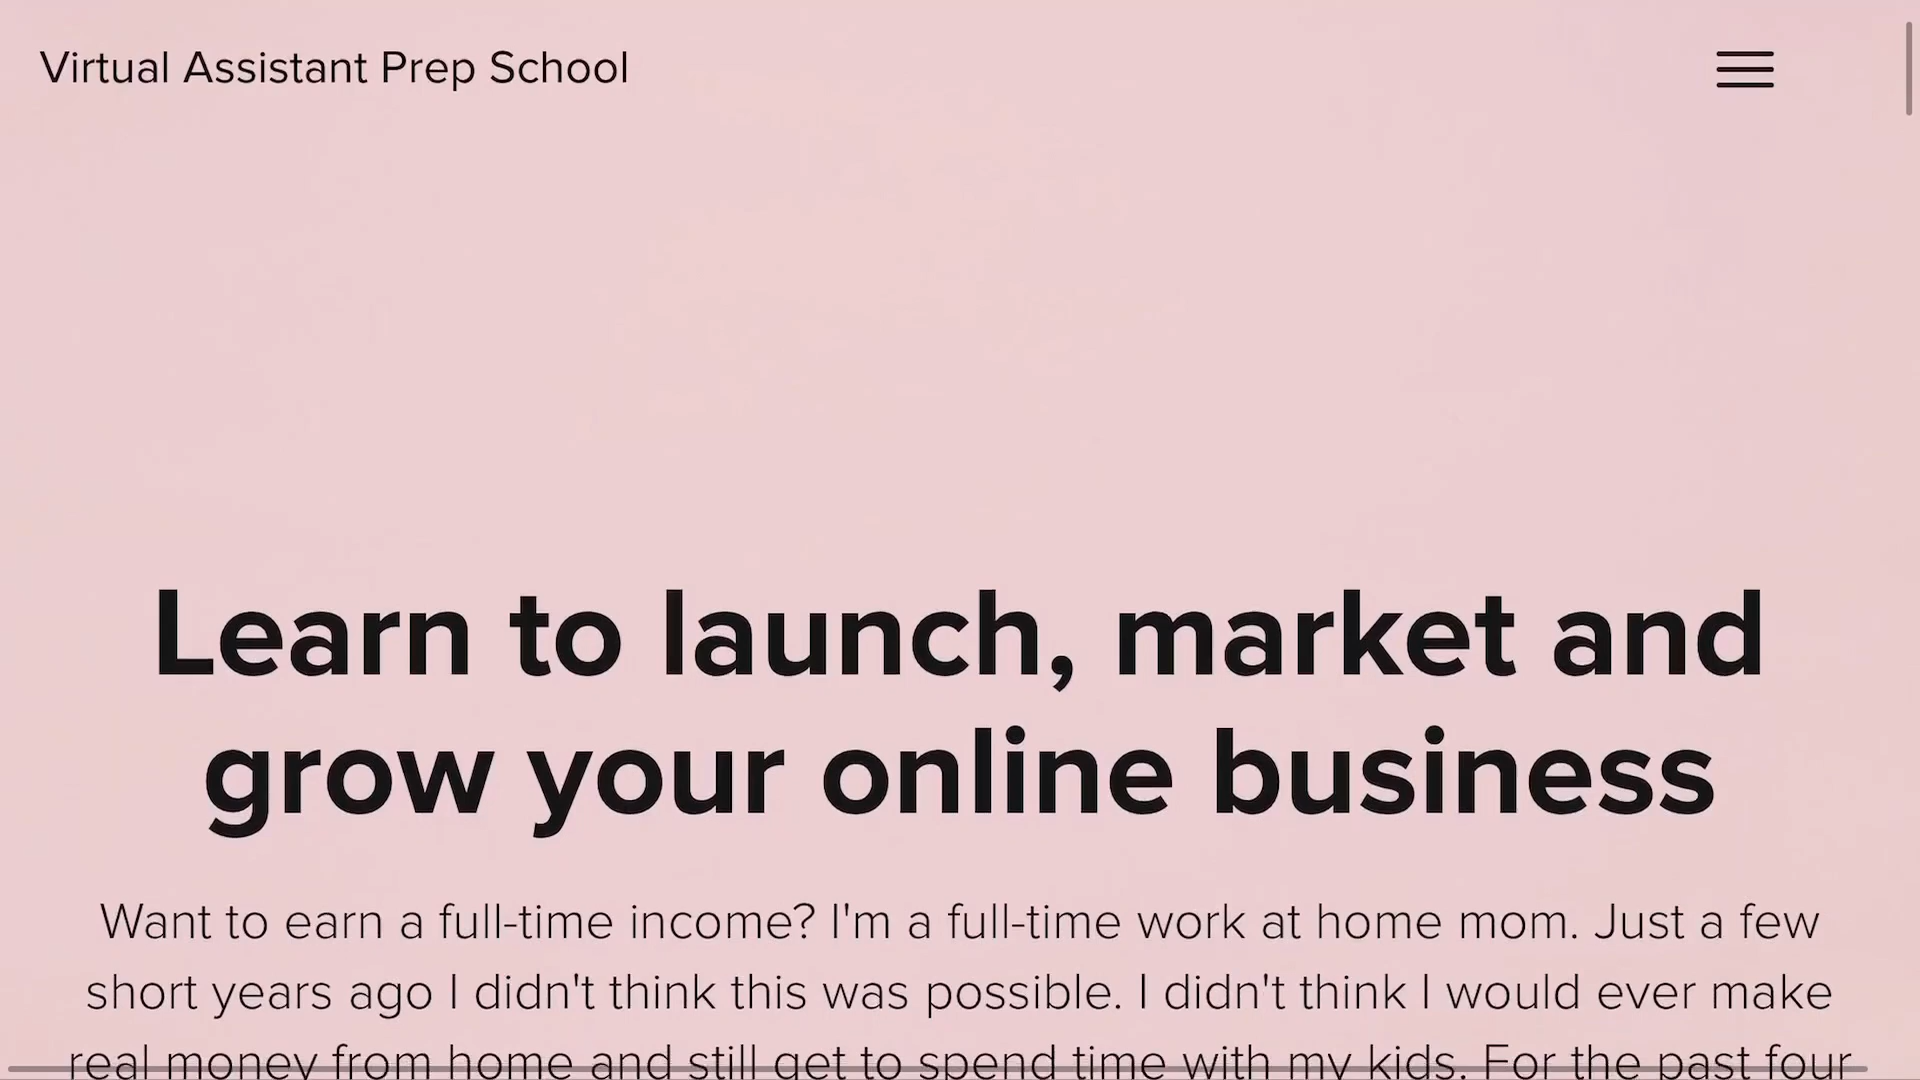 Virtual Assistant Prep School
Learn to launch, market and
grow your online business
Want to earn a full-time income? I'm a full-time work at home mom. Just a few
short years ago I didn't think this was possible. I didn't think I would ever make
real money from home and still get to spend time with my kids. For the past four